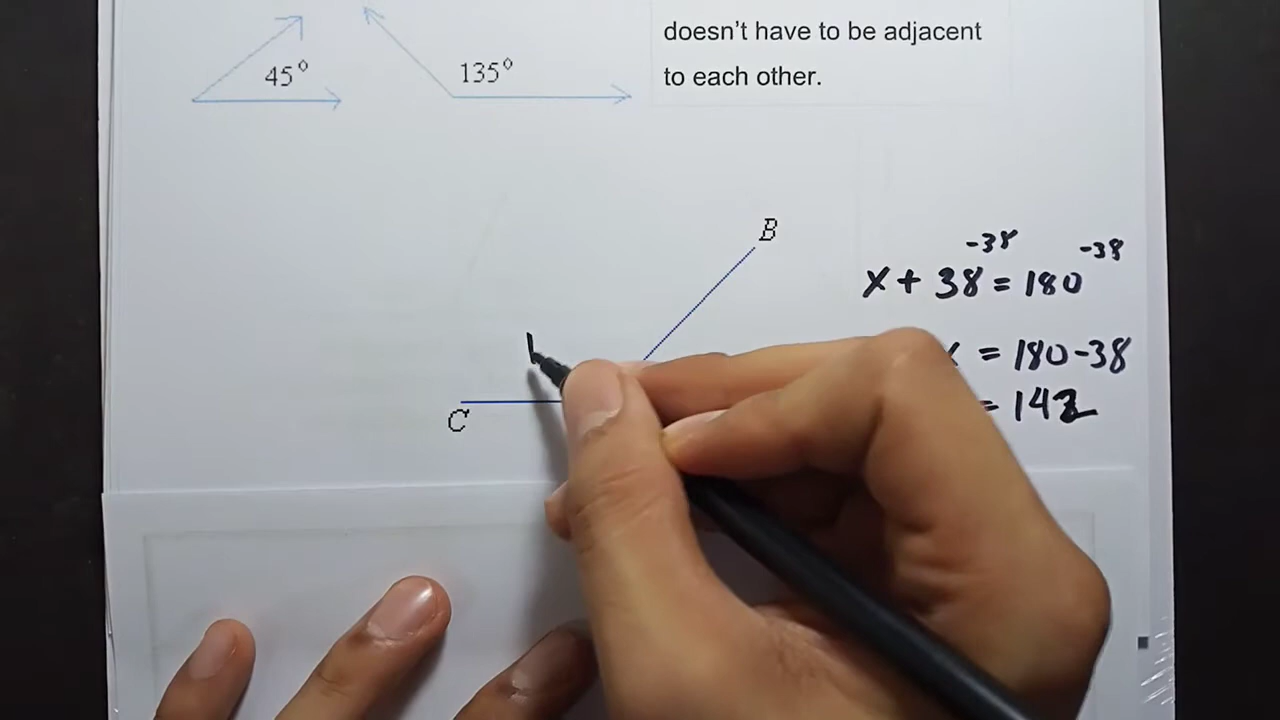 doesn’t have to be adjacent
45°
135°
to each other.
B
-38 -38
x + 38 = 180
x = 180-38
= 142
C